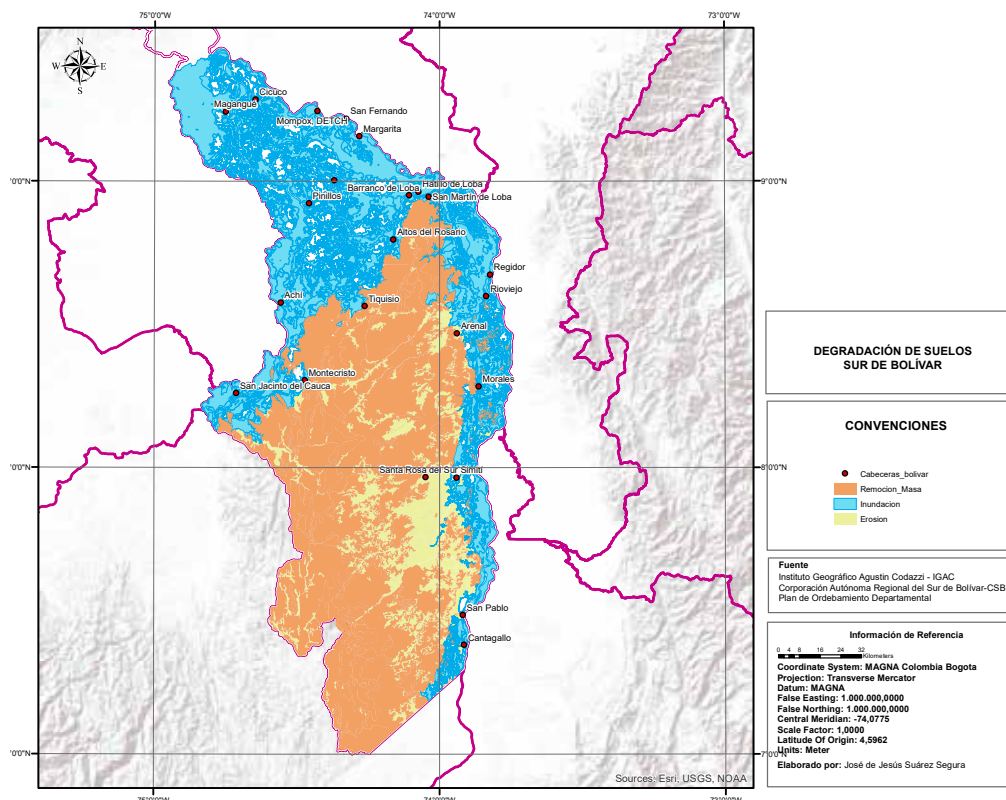 75°0'0"W 74°0'0"W 73°0'0"W
N
W E
S
Cicuco
Magangué
San Fernando
Mompox, DETCH
Margarita
9°0'0"N
Hatillo de Loba
Barranco de Loba
San Martín de Loba
Pinillos
Altos del Rosario
Regidor
Rioviejo
Achí
Tiquisio
Arenal
Montecristo
Morales
San Jacinto del Cauca
8°0'0"N
Santa Rosa del Sur Simití
San Pablo
Cantagallo
7°0'0"N
Sources: Esri, USGS, NOAA
75°0'0"W 74°0'0"W 73°0'0"W
DEGRADACIÓN DE SUELOS
SUR DE BOLÍVAR
CONVENCIONES
Cabeceras_bolivar
Remocion_Masa
Inundacion
Erosion
Fuente
Instituto Geográfico Agustin Codazzi - IGAC
Corporación Autónoma Regional del Sur de Bolívar-CSB
Plan de Ordebamiento Departamental
Información de Referencia
0 4 8 16 24 32
Kilometers
Coordinate System: MAGNA Colombia Bogota
Projection: Transverse Mercator
Datum: MAGNA
False Easting: 1.000.000,0000
False Northing: 1.000.000,0000
Central Meridian: -74,0775
Scale Factor: 1,0000
Latitude Of Origin: 4,5962
Units: Meter
Elaborado por: José de Jesús Suárez Segura